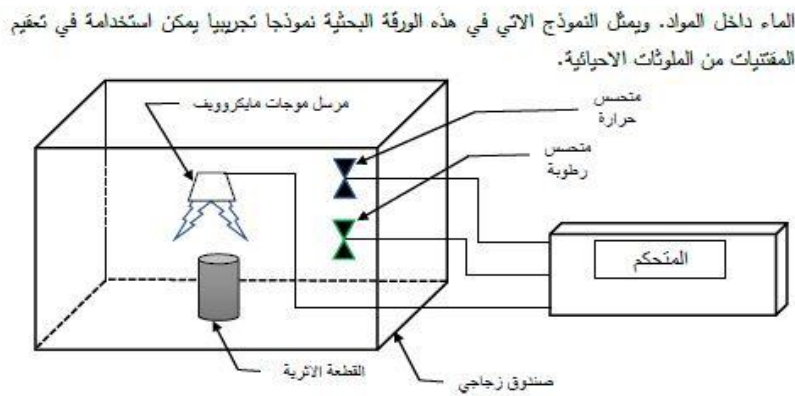 الماء داخل المواد. ويمثل النموذج الاتي في هذه الورقة البحثية نموذجا تجريبيا يمكن استخدامة في تعقيم
المقتنيات من الملوثات الاحيائية.
مرسل موجات مايكروويف
متحسس
حرارة
متحسس
رطوبة
المتحكم
القطعة الاثرية
صندوق زجاجي